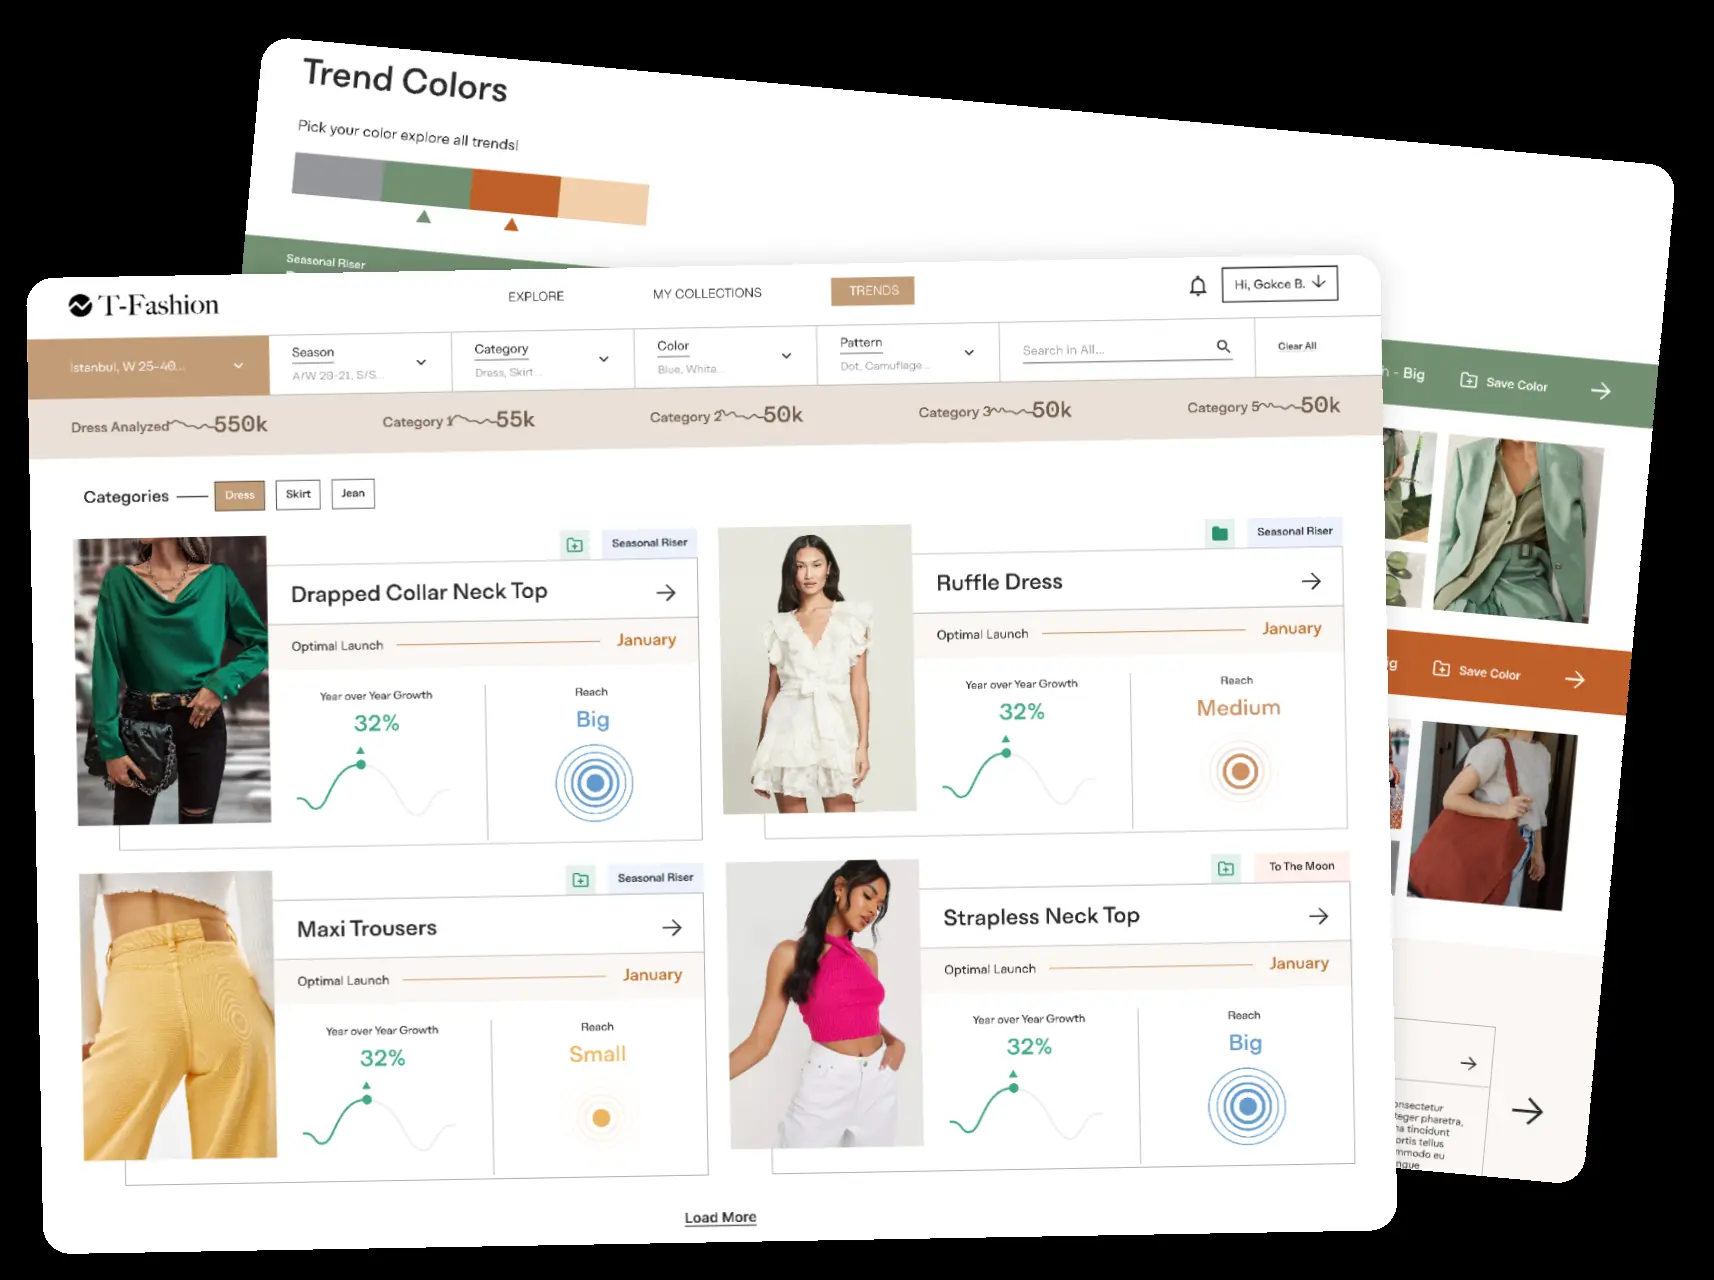 Trend Colors
Pick your color explore all trends!
Seasonal Riser
T-Fashion
EXPLORE
MY COLLECTIONS
TRENDS
Hi, Gokce B.
Istanbul, W 25-40...
Season
A/W 20-21, S/S...
Category
Dress, Skirt...
Color
Blue, White...
Pattern
Dot, Camuflage...
Search in All...
Clear All
- Big
Save Color
Dress Analyzed 550k
Category 1 55k
Category 2 50k
Category 3 50k
Category 5 50k
Categories
Dress
Skirt
Jean
Seasonal Riser
Drapped Collar Neck Top
Optimal Launch
January
Year over Year Growth
32%
Reach
Big
Seasonal Riser
Ruffle Dress
Optimal Launch
January
Year over Year Growth
32%
Reach
Medium
Save Color
Seasonal Riser
Maxi Trousers
Optimal Launch
January
Year over Year Growth
32%
Reach
Small
To The Moon
Strapless Neck Top
Optimal Launch
January
Year over Year Growth
32%
Reach
Big
pharetra,
tincidunt
tellus
eu
Load More